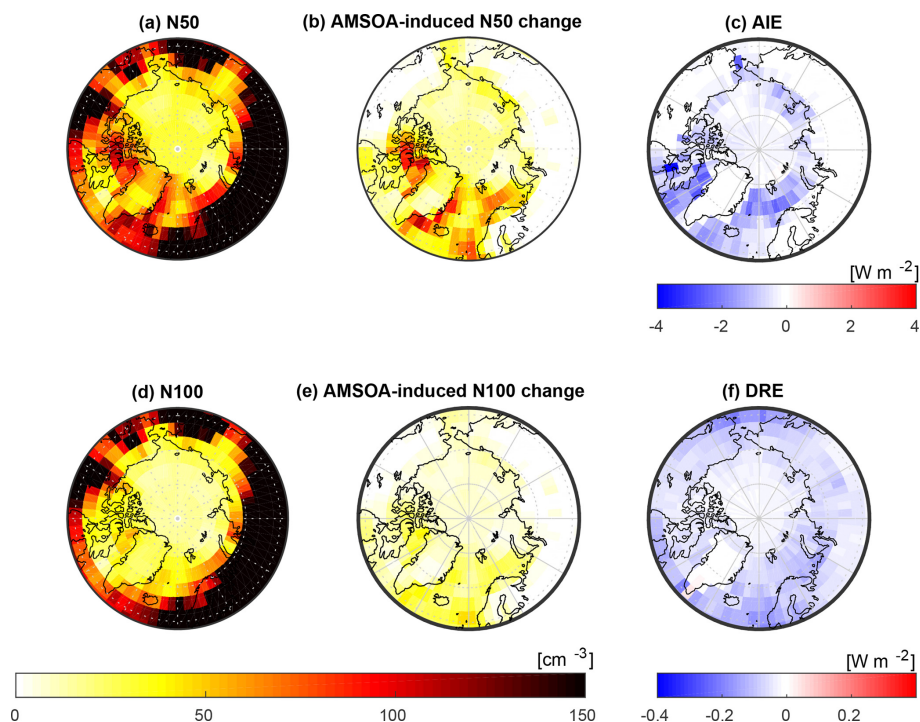 (a) N50
(b) AMSOA-induced N50 change
(c) AIE
[W m -2]
-4 -2 0 2 4
(d) N100
(e) AMSOA-induced N100 change
(f) DRE
[cm -3]
0 50 100 150
[W m -2]
-0.4 -0.2 0 0.2